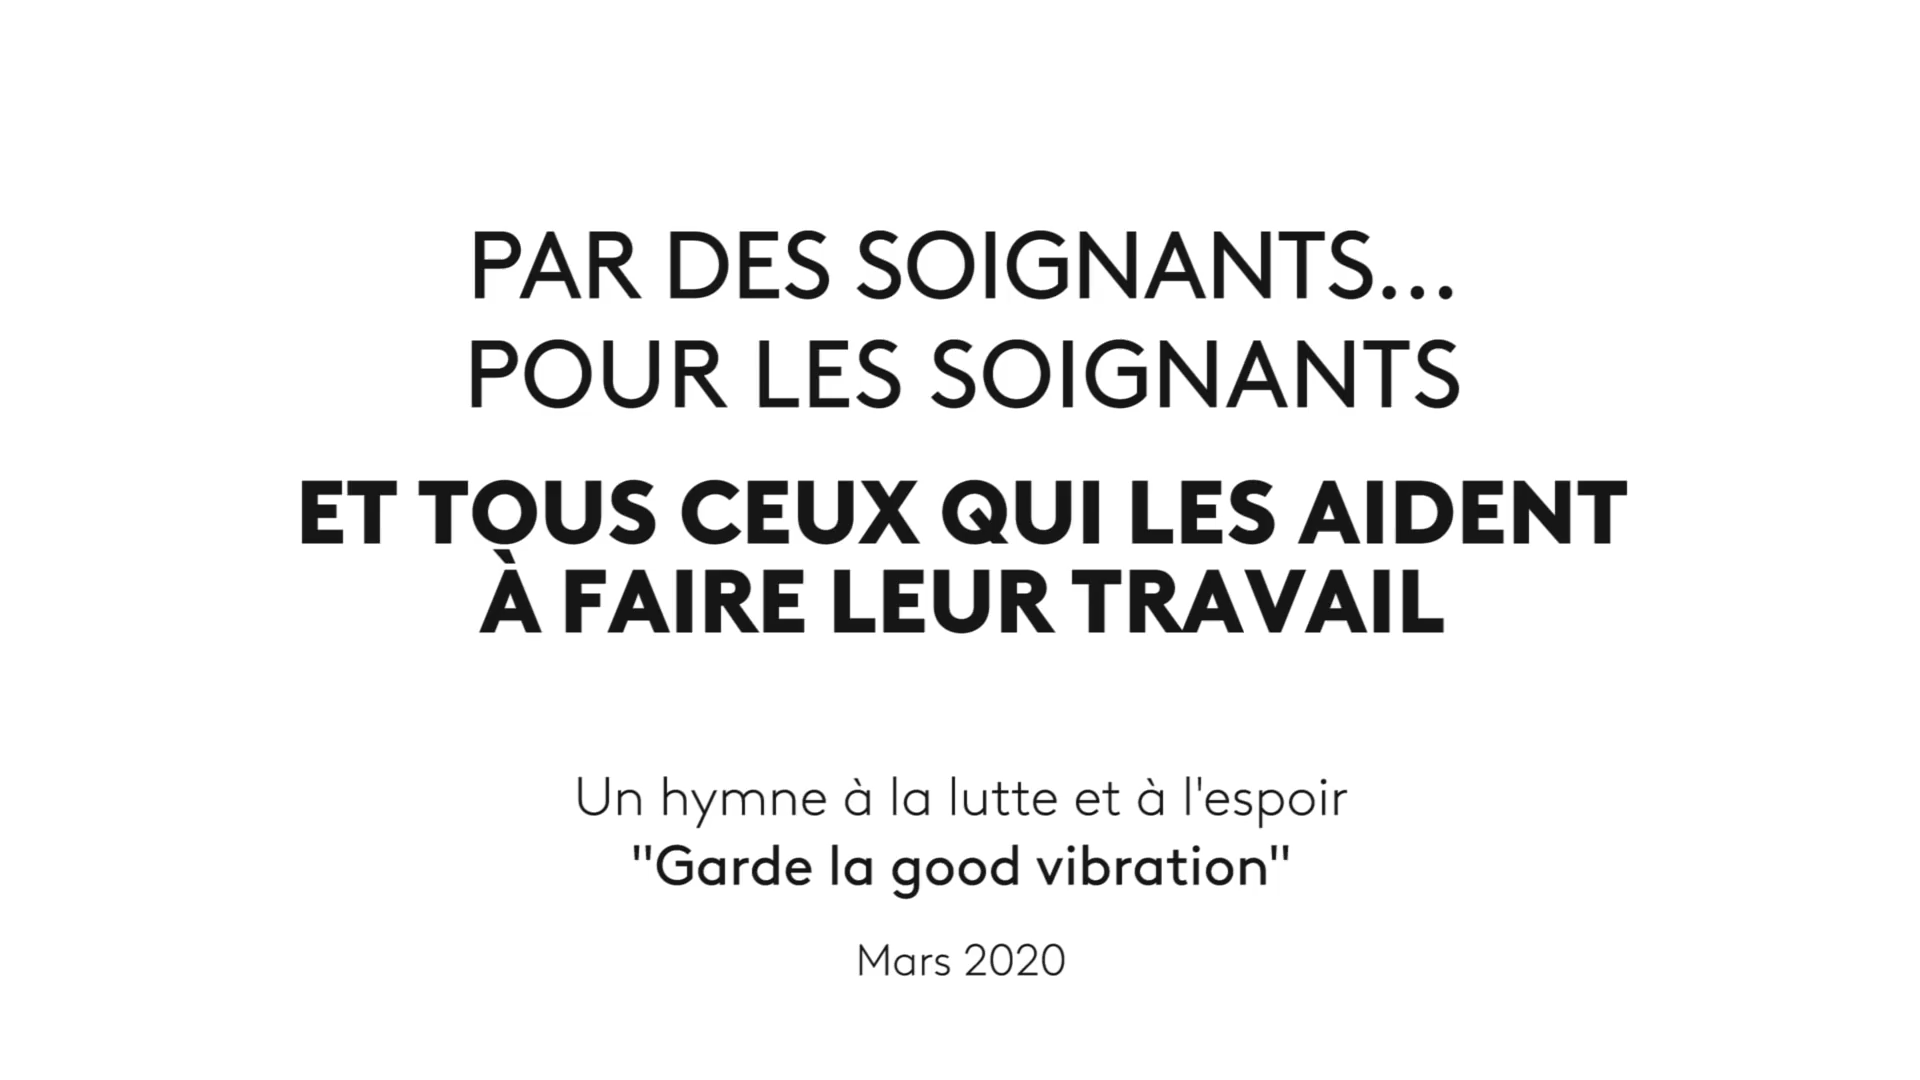 PAR DES SOIGNANTS...
POUR LES SOIGNANTS
ET TOUS CEUX QUI LES AIDENT
À FAIRE LEUR TRAVAIL
Un hymne à la lutte et à l'espoir
"Garde la good vibration"
Mars 2020